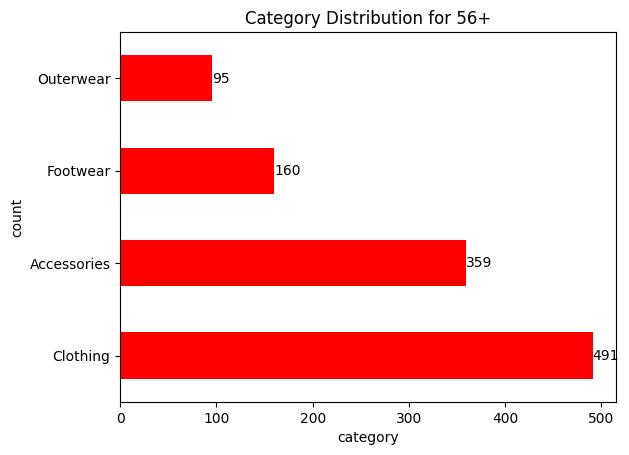 Category Distribution for 56+
Outerwear
95
Footwear
160
count
Accessories
359
Clothing
491
0 100 200 300 400 500
category